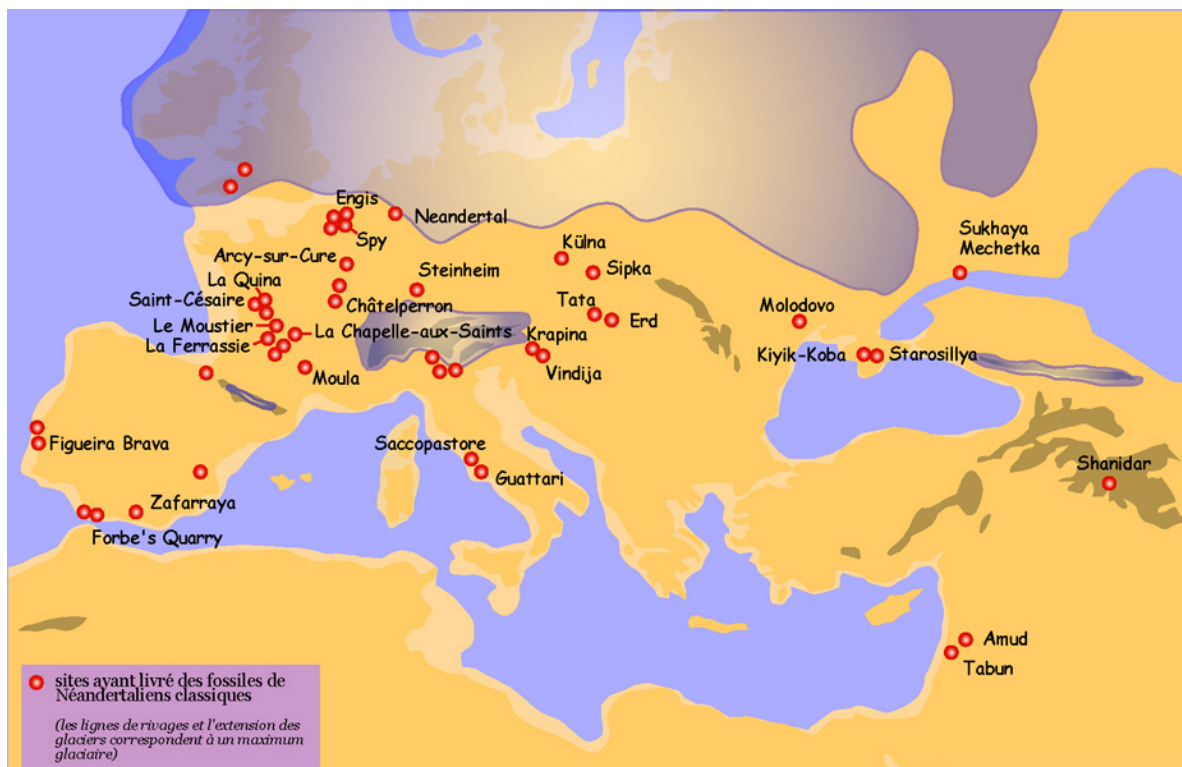 Engis
Neandertal
Spy
Arcy-sur-Cure
La Quina
Saint-Césaire
Châtelperron
Le Moustier
La Chapelle-aux-Saints
La Ferrassie
Moula
Steinheim
Külna
Sipka
Tata
Erd
Krapina
Vindija
Sukhaya
Mechetka
Molodovo
Kiyik-Koba
Starosillya
Figueira Brava
Zafarraya
Forbe's Quarry
Saccopastore
Guattari
Shanidar
Amud
Tabun
sites ayant livré des fossiles de
Néandertaliens classiques
(les lignes de rivages et l'extension des
glaciers correspondent à un maximum
glaciaire)